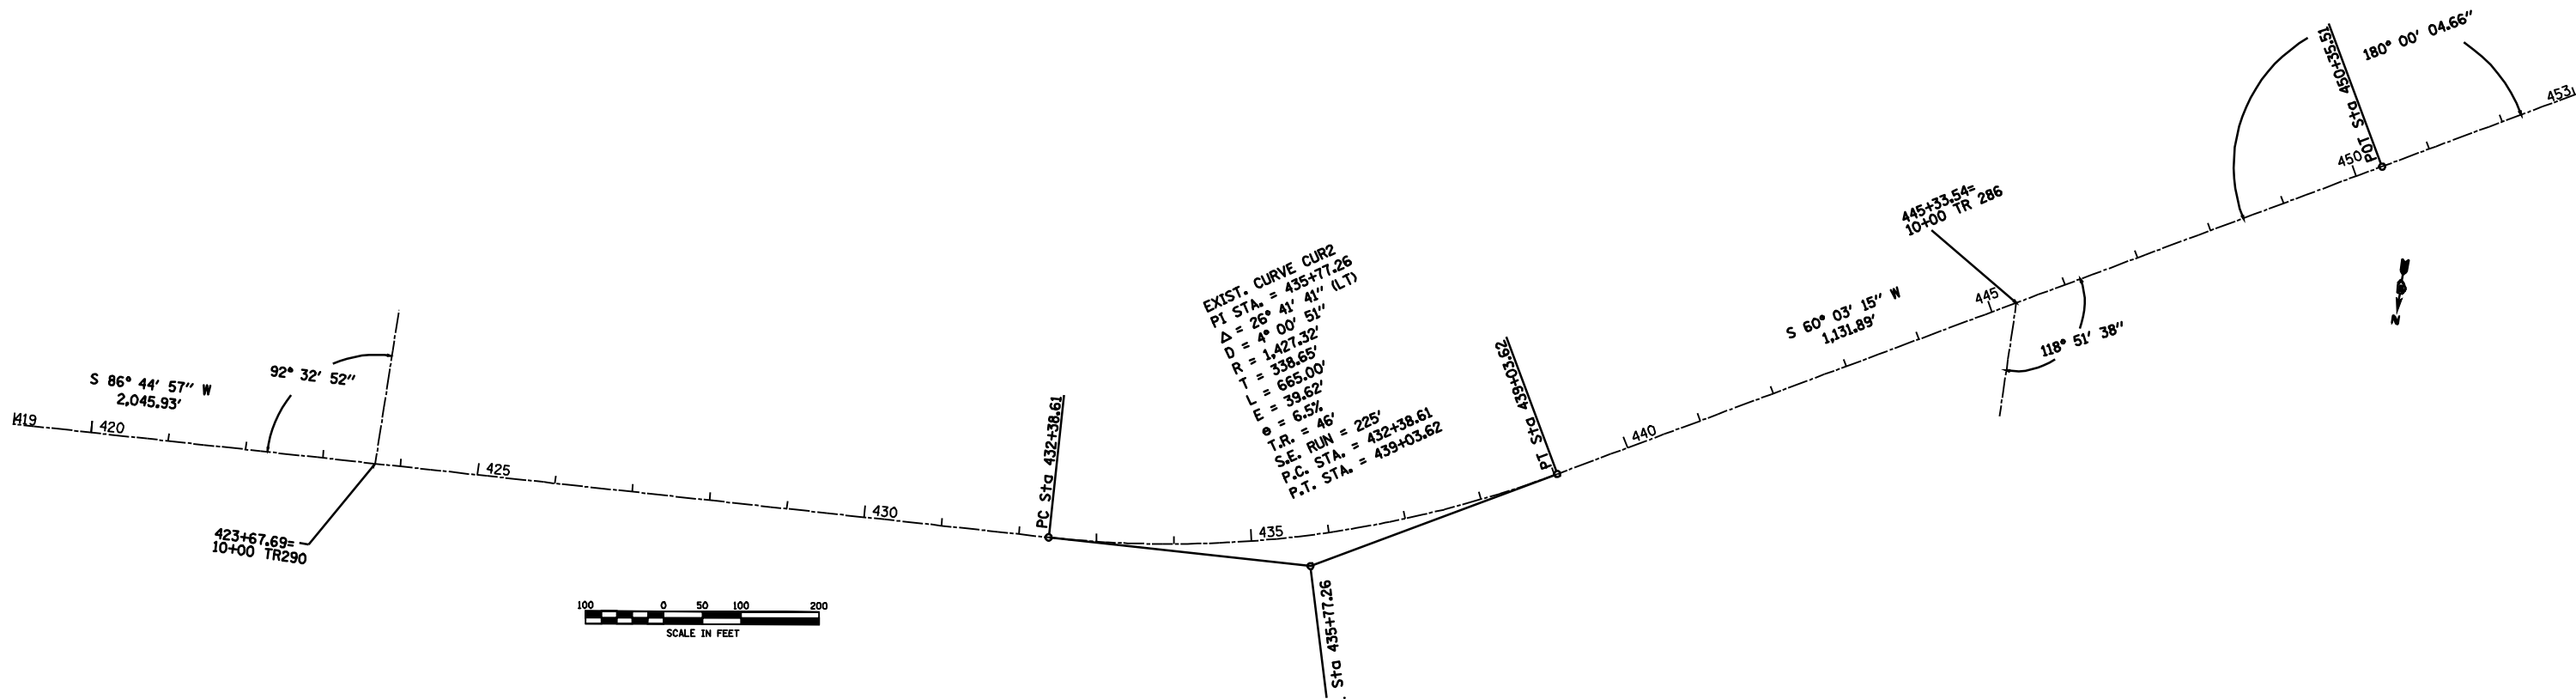 180° 00' 04.66"
POT Sta 450+35.51
453
450
445+33.54=
10+00 TR 286
445
S 60° 03' 15" W
1,131.89'
118° 51' 38"
N
EXIST. CURVE CUR2
PI STA. = 435+77.26
Δ = 26° 41' 41" (LT)
D = 4° 00' 51"
R = 1,427.32'
T = 338.65'
L = 665.00'
E = 39.62'
e = 6.5%
T.R. = 46'
S.E. RUN = 225'
P.C. STA. = 432+38.61
P.T. STA. = 439+03.62
PT Sta 439+03.62
440
S 86° 44' 57" W
2,045.93'
92° 32' 52"
419
420
425
430
435
PC Sta 432+38.61
423+67.69=
10+00 TR290
Sta 435+77.26
100 0 50 100 200
SCALE IN FEET